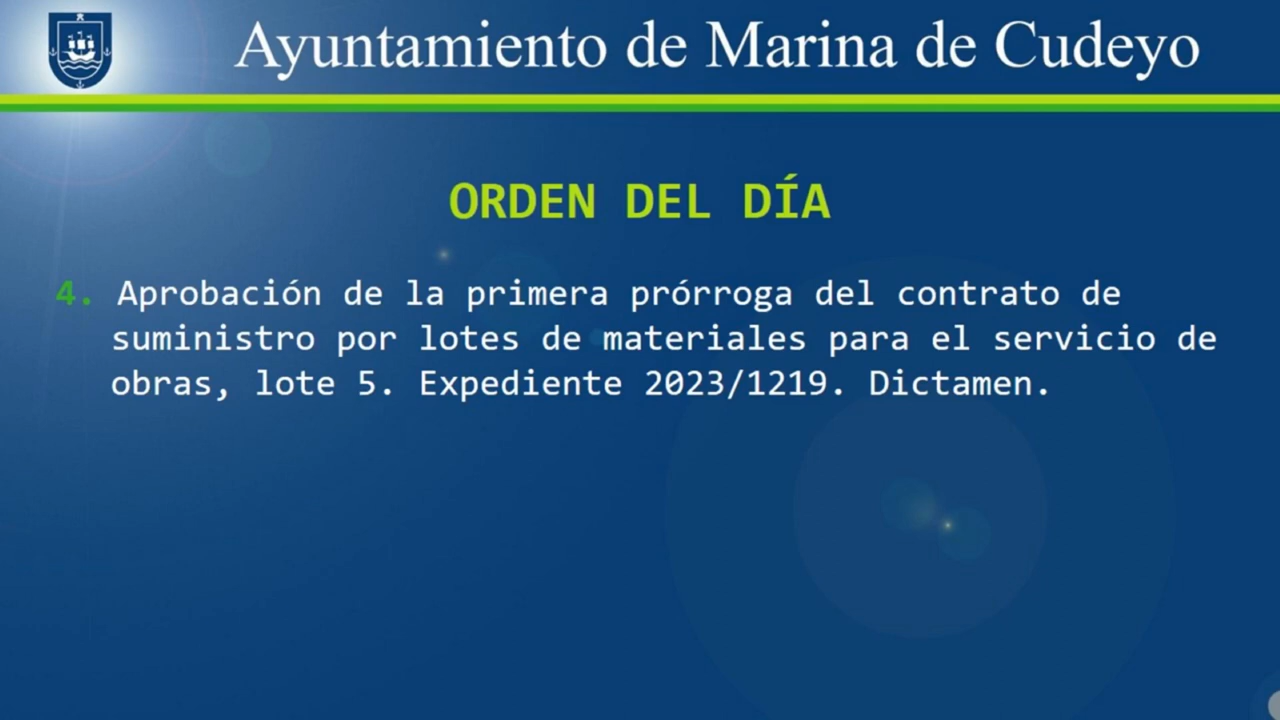 Ayuntamiento de Marina de Cudeyo
ORDEN DEL DÍA
4. Aprobación de la primera prórroga del contrato de
suministro por lotes de materiales para el servicio de
obras, lote 5. Expediente 2023/1219. Dictamen.